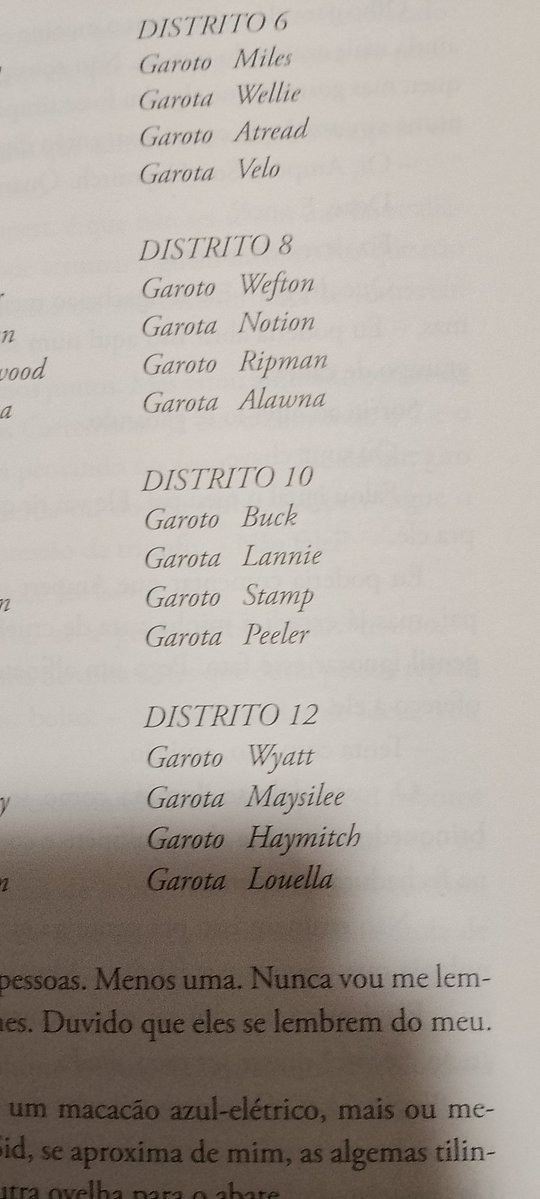 DISTRITO 6
Garoto Miles
Garota Wellie
Garoto Atread
Garota Velo
DISTRITO 8
Garoto Wefton
Garota Notion
Garoto Ripman
Garota Alawna
DISTRITO 10
Garoto Buck
Garota Lannie
Garoto Stamp
Garota Peeler
DISTRITO 12
Garoto Wyatt
Garota Maysilee
Garoto Haymitch
Garota Louella
pessoas. Menos uma. Nunca vou me lem-
Duvido que eles se lembrem do meu.
um macacão azul-elétrico, mais ou me-
se aproxima de mim, as algemas tilin-
ovelha para o abate